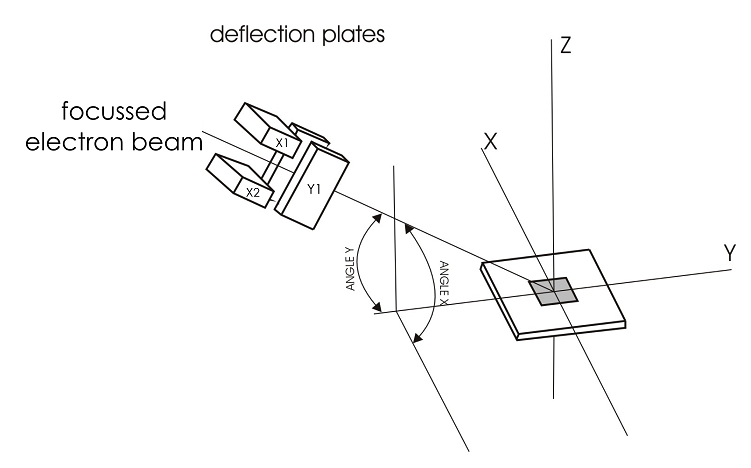 deflection plates
Z
focussed
electron beam
X1
X
X2
Y1
Y
ANGLE Y
ANGLE X